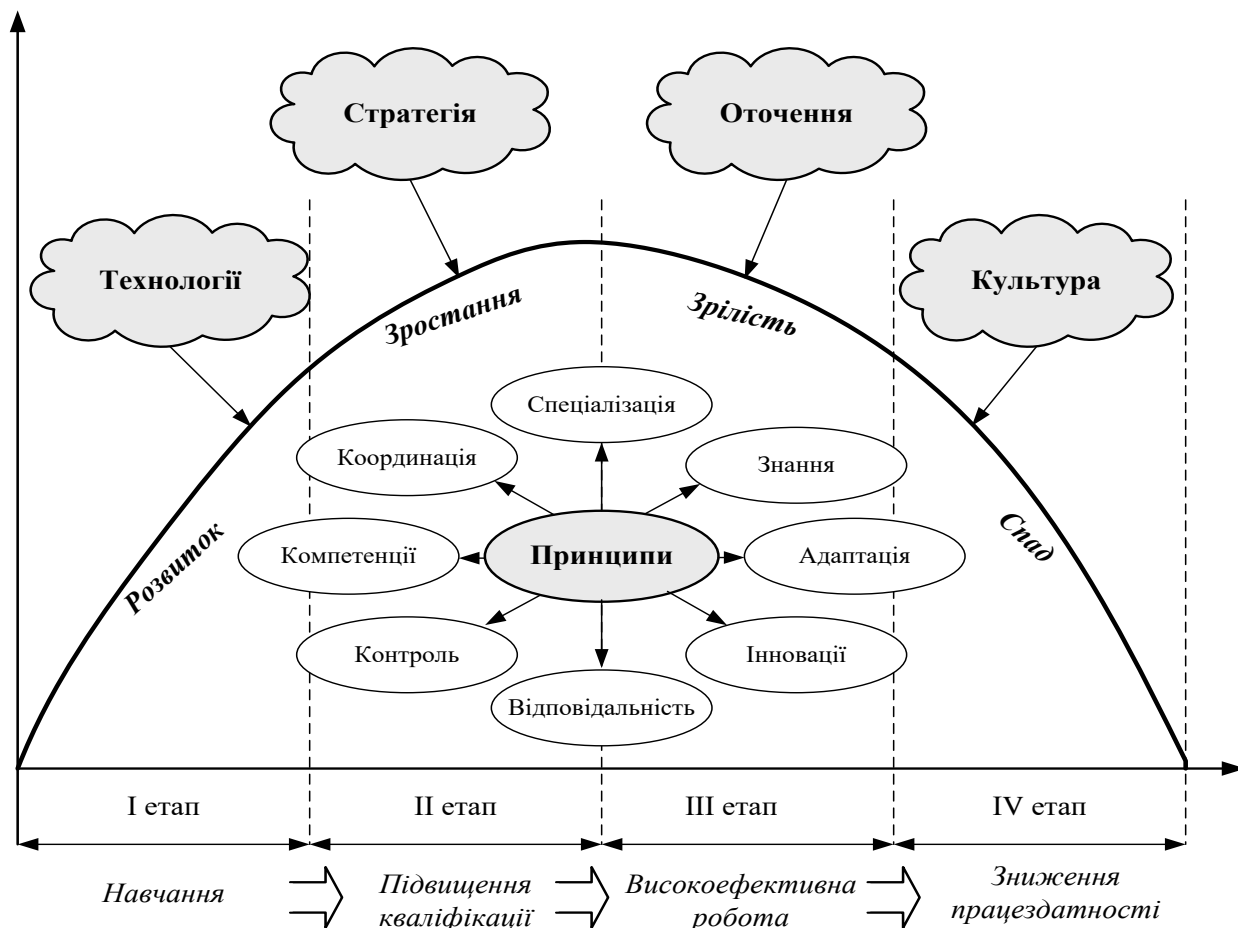 Стратегія
Оточення
Технології
Культура
Зростання
Зрілість
Розвиток
Спад
Спеціалізація
Координація
Знання
Компетенції
Принципи
Адаптація
Контроль
Інновації
Відповідальність
I етап
II етап
III етап
IV етап
Навчання
Підвищення
кваліфікації
Високоефективна
робота
Зниження
працездатності